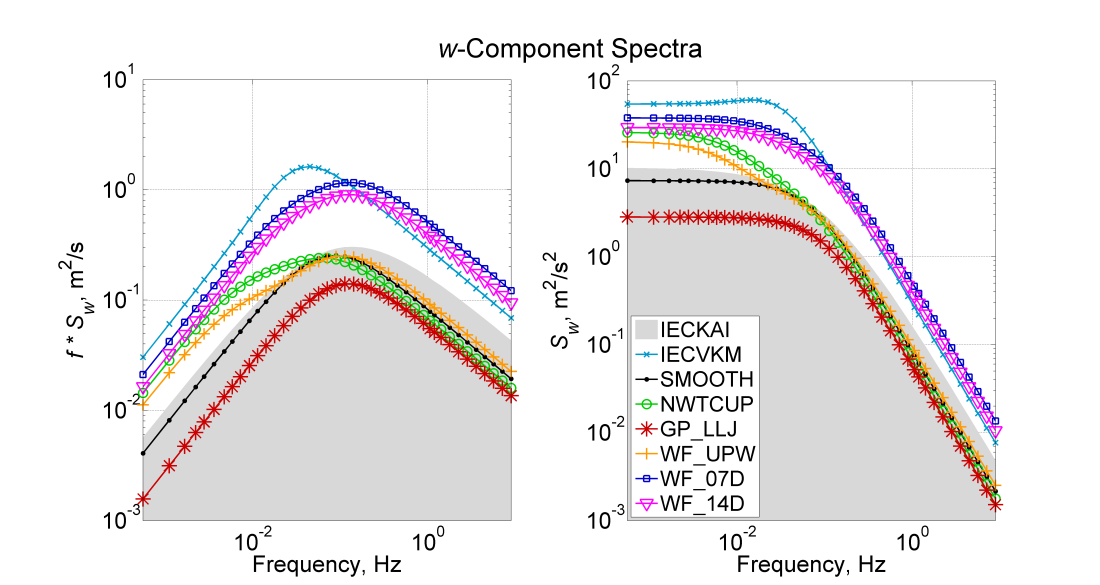 w-Component Spectra
10^1
10^0
10^-1
10^-2
10^-3
f * S_w, m^2/s
10^-2
10^0
Frequency, Hz
10^2
10^1
10^0
10^-1
10^-2
10^-3
S_w, m^2/s^2
10^-2
10^0
Frequency, Hz
IECKAI
IECVKM
SMOOTH
NWTCUP
GP_LLJ
WF_UPW
WF_07D
WF_14D